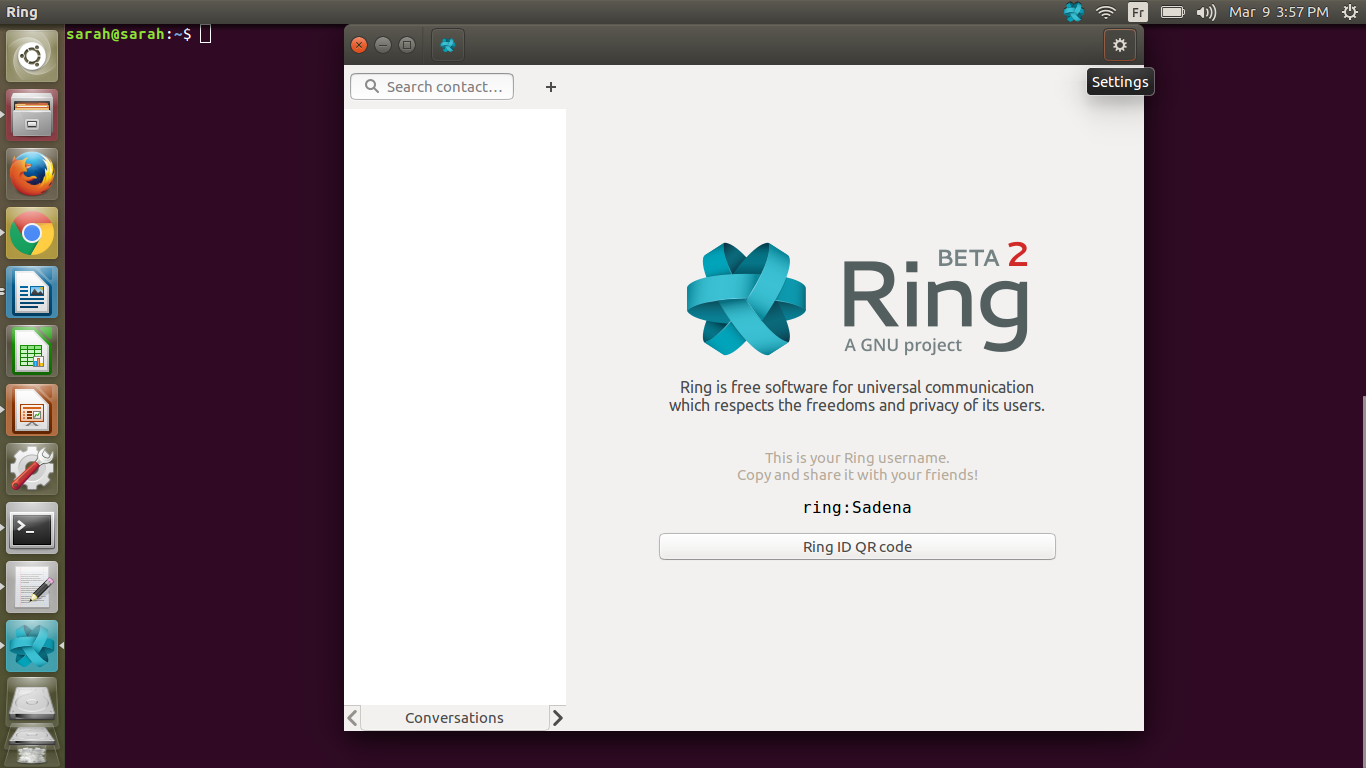 Ring
Fr
Mar 9 3:57 PM
sarah@sarah:~$
Search contact...
+
Settings
BETA 2
Ring
A GNU project
Ring is free software for universal communication
which respects the freedoms and privacy of its users.
This is your Ring username.
Copy and share it with your friends!
ring:Sadena
Ring ID QR code
Conversations